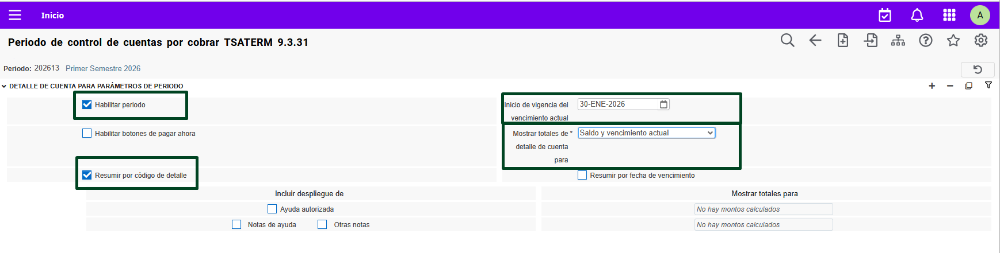 Inicio
A
Periodo de control de cuentas por cobrar TSATERM 9.3.31
Periodo: 202613 Primer Semestre 2026
DETALLE DE CUENTA PARA PARÁMETROS DE PERIODO
Habilitar periodo
Inicio de vigencia del
vencimiento actual
30-ENE-2026
Habilitar botones de pagar ahora
Mostrar totales de *
detalle de cuenta
para
Saldo y vencimiento actual
Resumir por código de detalle
Resumir por fecha de vencimiento
Incluir despliegue de
Mostrar totales para
Ayuda autorizada
No hay montos calculados
Notas de ayuda
Otras notas
No hay montos calculados